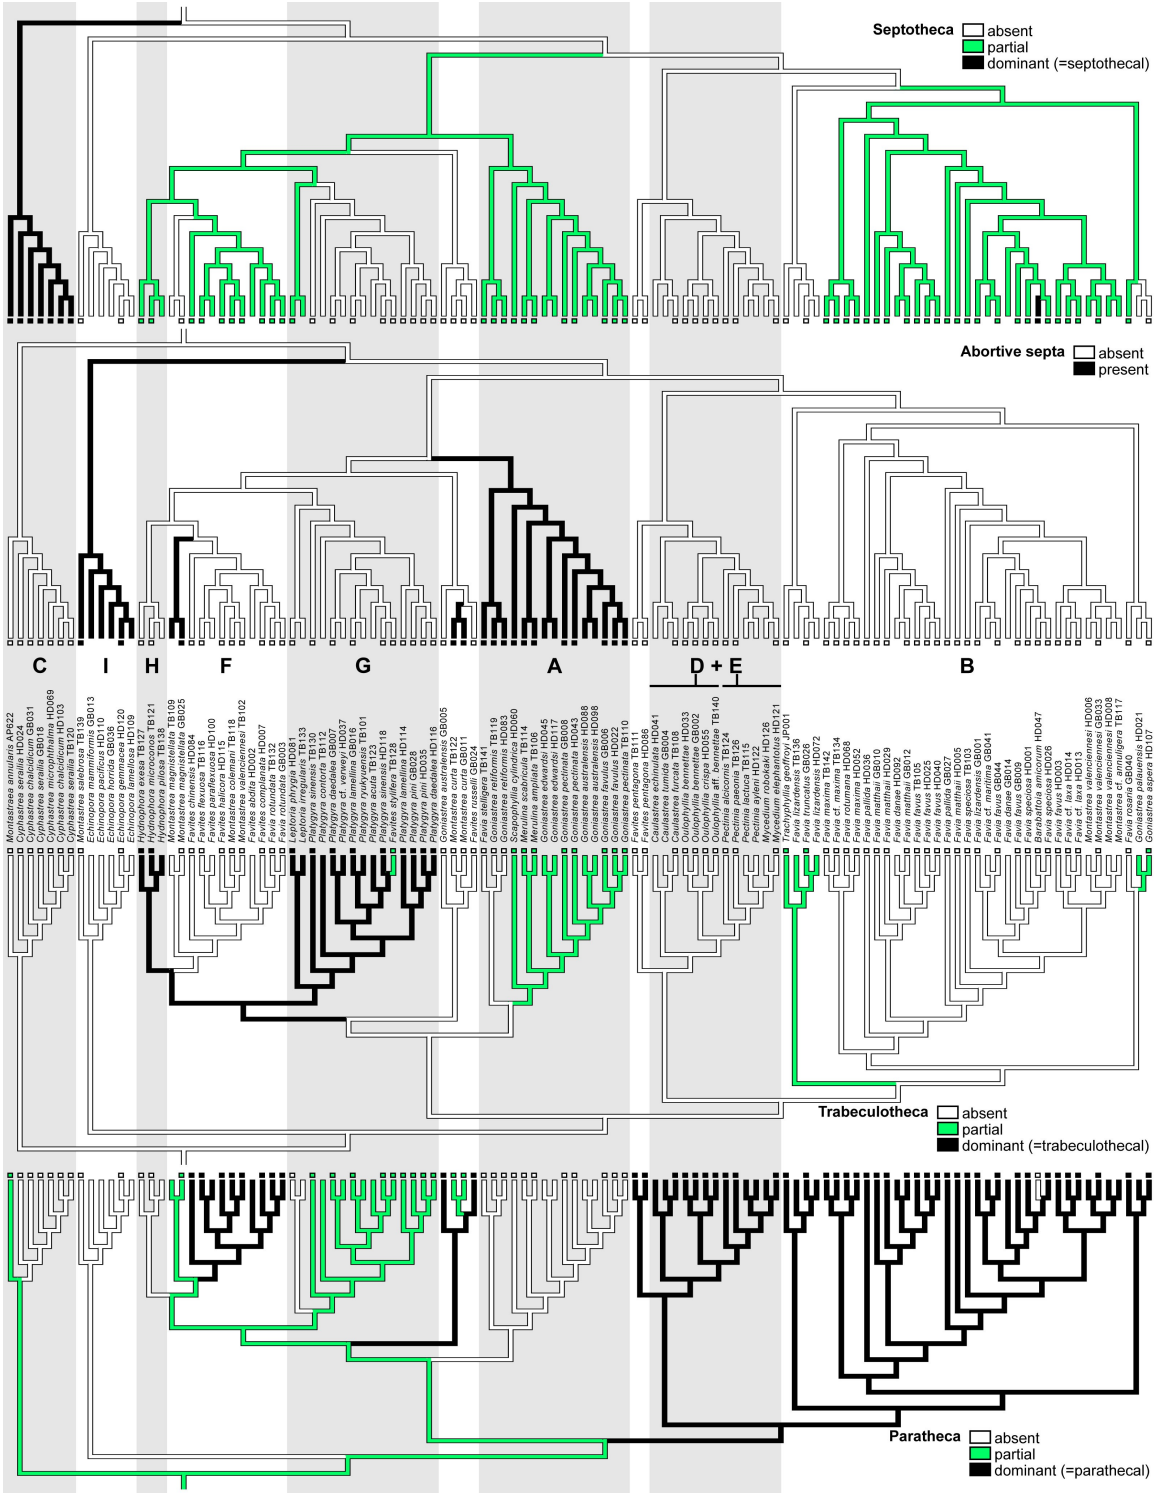 Septotheca
absent
partial
dominant (=septothecal)
Abortive septa
absent
present
C I H F G A D + E B
Montastraea annularis AP622
Cyphastrea serailia HD024
Cyphastrea chalcidicum GB031
Cyphastrea serailia GB018
Cyphastrea microphthalma HD069
Cyphastrea chalcidicum HD103
Cyphastrea serailia TB120
Montastrea salebrosa TB139
Echinopora mammiformis GB013
Echinopora pacificus HD110
Echinopora horrida GB036
Echinopora gemmacea HD120
Echinopora lamellosa HD109
Hydnophora exesa TB127
Hydnophora microconos TB121
Hydnophora pilosa TB138
Montastrea magnistellata TB109
Montastrea magnistellata GB025
Favites chinensis HD084
Favites flexuosa TB116
Favites paraflexuosa HD100
Favites halicora HD115
Montastrea colemani TB118
Montastrea valenciennesi TB102
Favites abdita HD002
Favites complanata HD007
Favia rotundata TB132
Favia rotundata GB003
Leptoria phrygia HD081
Leptoria irregularis TB133
Platygyra sinensis TB130
Platygyra contorta TB112
Platygyra daedalea GB007
Platygyra cf. verweyi HD037
Platygyra lamellina GB016
Platygyra ryukyuensis TB101
Platygyra acuta TB123
Platygyra sinensis HD118
Favites stylifera TB128
Platygyra lamellina HD114
Platygyra pini GB028
Platygyra pini HD035
Platygyra daedalea HD116
Goniastrea australensis GB005
Montastrea curta TB122
Montastrea curta GB011
Favites russelli GB024
Favia stelligera TB141
Goniastrea retiformis TB119
Goniastrea retiformis HD083
Scapophyllia cylindrica HD060
Merulina scabricula TB114
Merulina ampliata TB106
Goniastrea edwardsi HD045
Goniastrea edwardsi HD117
Goniastrea pectinata GB008
Goniastrea pectinata HD043
Goniastrea australensis HD088
Goniastrea australensis HD098
Goniastrea favulus GB006
Goniastrea favulus HD022
Goniastrea pectinata TB110
Favites pentagona TB111
Favites pentagona HD086
Caulastrea echinulata HD041
Caulastrea tumida GB004
Caulastrea furcata TB108
Oulophyllia bennettae HD033
Oulophyllia bennettae GB002
Oulophyllia crispa HD055
Oulophyllia aff. bennettae TB140
Pectinia alcicornis TB124
Pectinia paeonia TB126
Pectinia lactuca TB113
Pectinia ayleni HD122
Mycedium robokaki HD126
Mycedium elephantotus HD121
Trachyphyllia geoffroyi JP001
Favia lizardensis TB136
Favia truncatus GB026
Favia lizardensis HD072
Favia maxima TB142
Favia cf. maxima TB134
Favia rotumana HD068
Favia maxima HD052
Favia pallida HD036
Favia matthaii GB010
Favia matthaii HD029
Favia danae HD028
Favia matthaii GB012
Favia favus TB105
Favia favus HD025
Favia favus HD040
Favia pallida GB027
Favia matthaii HD005
Favia speciosa TB103
Favia lizardensis GB001
Favia cf. maritima GB041
Favia favus GB044
Favia danae GB014
Favia favus GB009
Favia speciosa HD001
Barabattoia amicorum HD047
Favia speciosa HD026
Favia favus HD003
Favia cf. laxa HD014
Favia cf. laxa HD013
Montastrea valenciennesi HD006
Montastrea valenciennesi GB033
Montastrea valenciennesi HD008
Montastrea cf. annuligera TB117
Favia rosaria GB040
Goniastrea palauensis HD021
Goniastrea aspera HD107
Trabeculotheca
absent
partial
dominant (=trabeculothecal)
Paratheca
absent
partial
dominant (=parathecal)